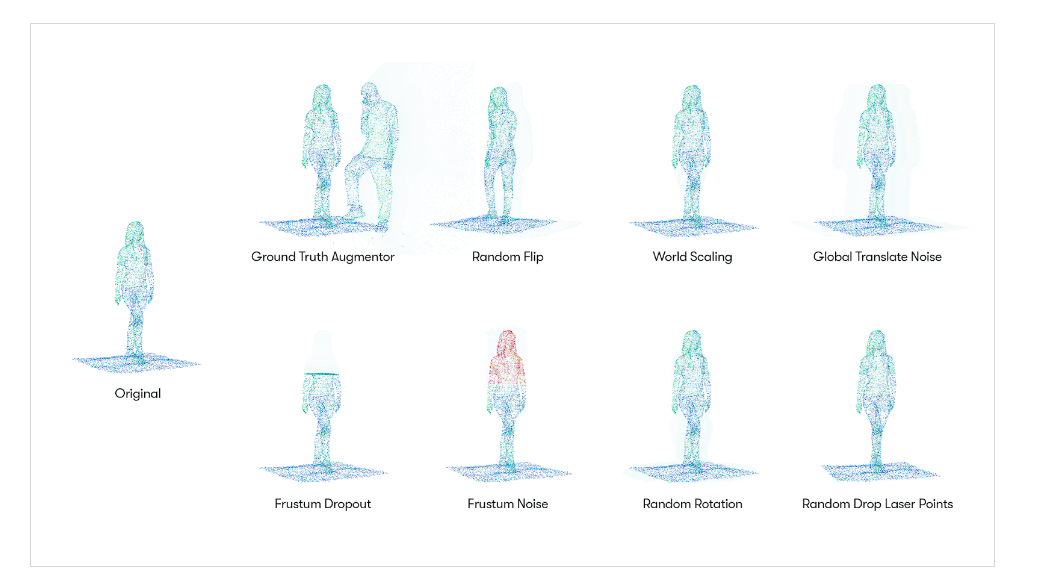 Ground Truth Augmentor
Random Flip
World Scaling
Global Translate Noise
Original
Frustum Dropout
Frustum Noise
Random Rotation
Random Drop Laser Points